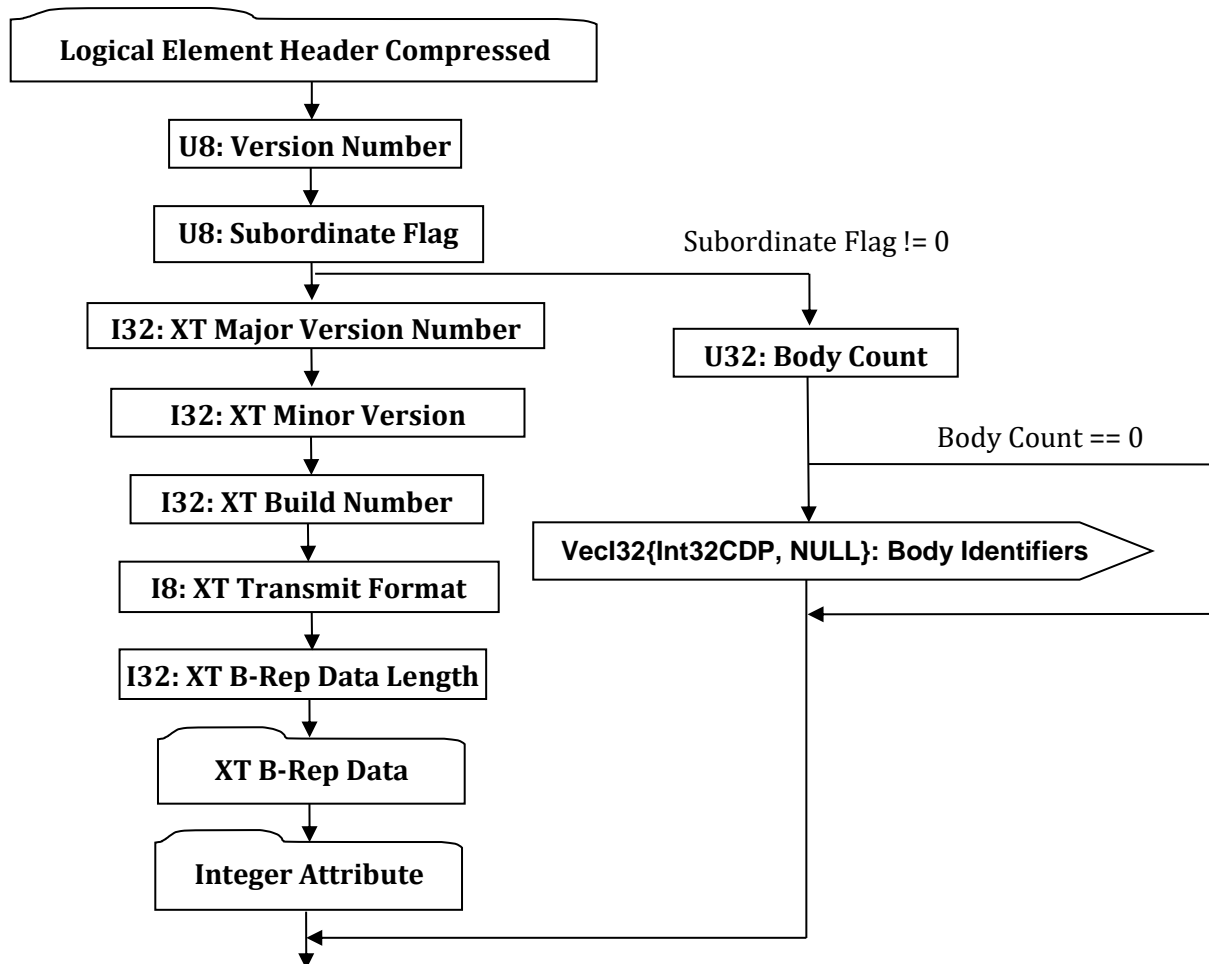 Logical Element Header Compressed
U8: Version Number
U8: Subordinate Flag
Subordinate Flag != 0
I32: XT Major Version Number
U32: Body Count
I32: XT Minor Version
Body Count == 0
I32: XT Build Number
VecI32{Int32CDP, NULL}: Body Identifiers
I8: XT Transmit Format
I32: XT B-Rep Data Length
XT B-Rep Data
Integer Attribute